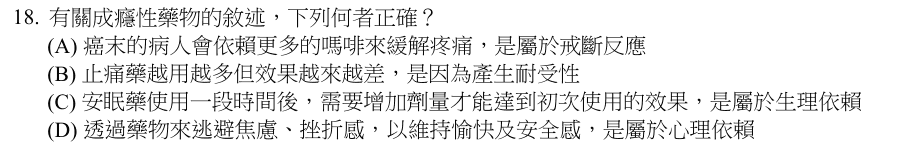 18. 有關成癮性藥物的敘述，下列何者正確？
(A) 癌末的病人會依賴更多的嗎啡來緩解疼痛，是屬於戒斷反應
(B) 止痛藥越用越多但效果越來越差，是因為產生耐受性
(C) 安眠藥使用一段時間後，需要增加劑量才能達到初次使用的效果，是屬於生理依賴
(D) 透過藥物來逃避焦慮、挫折感，以維持愉快及安全感，是屬於心理依賴